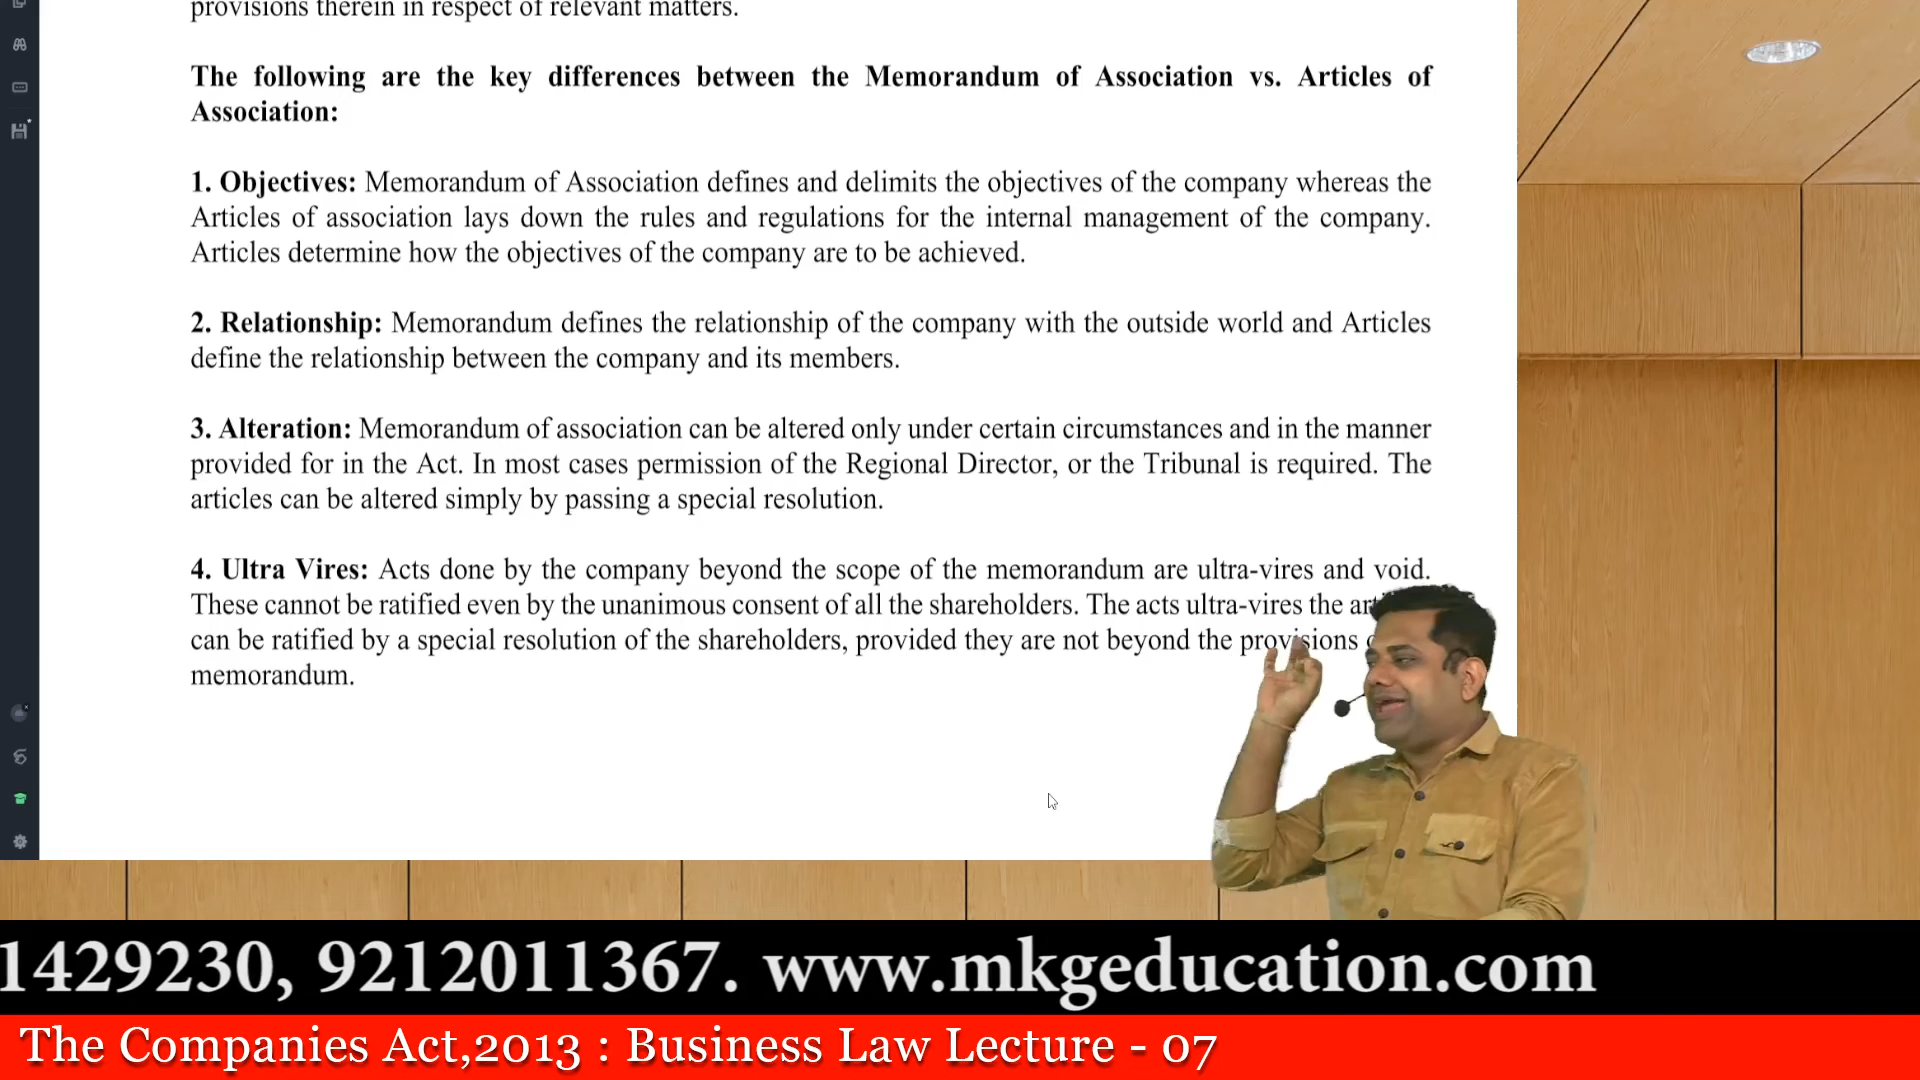 provisions therein in respect of relevant matters.
The following are the key differences between the Memorandum of Association vs. Articles of
Association:
1. Objectives: Memorandum of Association defines and delimits the objectives of the company whereas the
Articles of association lays down the rules and regulations for the internal management of the company.
Articles determine how the objectives of the company are to be achieved.
2. Relationship: Memorandum defines the relationship of the company with the outside world and Articles
define the relationship between the company and its members.
3. Alteration: Memorandum of association can be altered only under certain circumstances and in the manner
provided for in the Act. In most cases permission of the Regional Director, or the Tribunal is required. The
articles can be altered simply by passing a special resolution.
4. Ultra Vires: Acts done by the company beyond the scope of the memorandum are ultra-vires and void.
These cannot be ratified even by the unanimous consent of all the shareholders. The acts ultra-vires the
can be ratified by a special resolution of the shareholders, provided they are not beyond the provisions
memorandum.
1429230, 9212011367. www.mkgeducation.com
The Companies Act,2013 : Business Law Lecture - 07